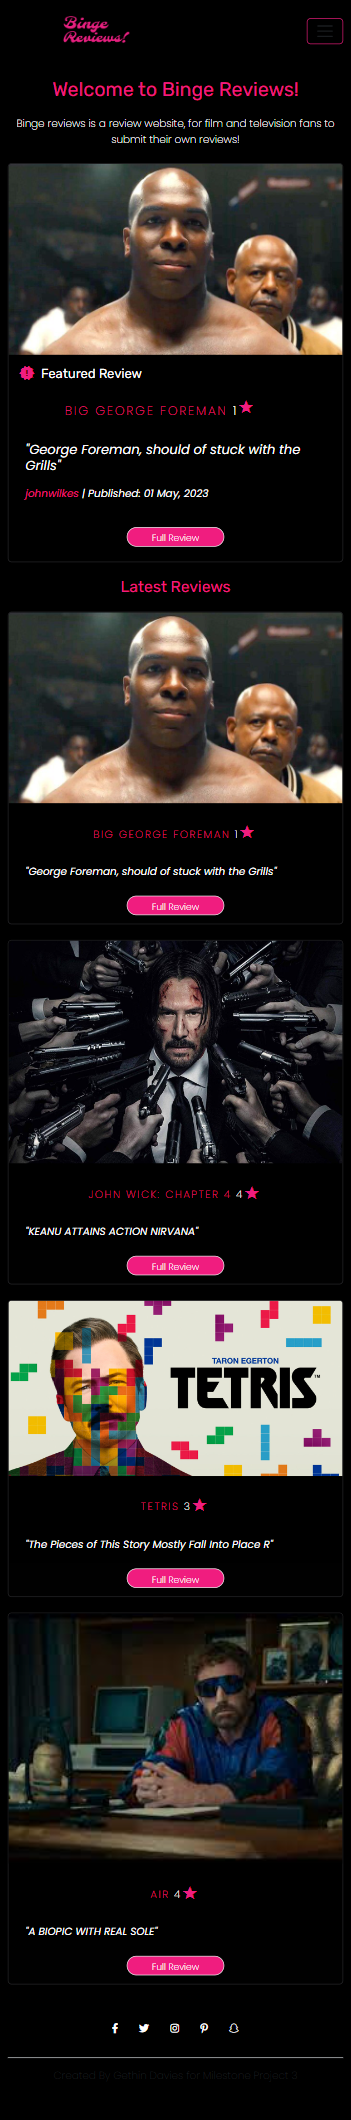 Binge
Reviews!
Welcome to Binge Reviews!
Binge reviews is a review website, for film and television fans to
submit their own reviews!
Featured Review
BIG GEORGE FOREMAN 1
"George Foreman, should of stuck with the
Grills"
johnwilkes | Published: 01 May, 2023
Full Review
Latest Reviews
BIG GEORGE FOREMAN 1
"George Foreman, should of stuck with the Grills"
Full Review
JOHN WICK: CHAPTER 4 4
"KEANU ATTAINS ACTION NIRVANA"
Full Review
TARON EGERTON
TETRIS™
TETRIS 3
"The Pieces of This Story Mostly Fall Into Place R"
Full Review
AIR 4
"A BIOPIC WITH REAL SOLE"
Full Review
Created By Gethin Davies for Milestone Project 3